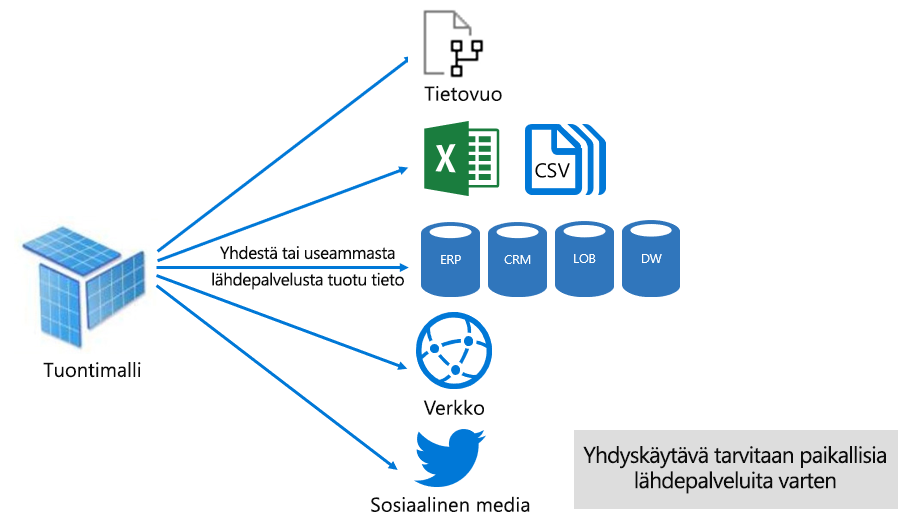 Tietovuo
X
CSV
Yhdestä tai useammasta
lähdepalvelusta tuotu tieto
ERP
CRM
LOB
DW
Tuontimalli
Verkko
Sosiaalinen media
Yhdyskäytävä tarvitaan paikallisia
lähdepalveluita varten